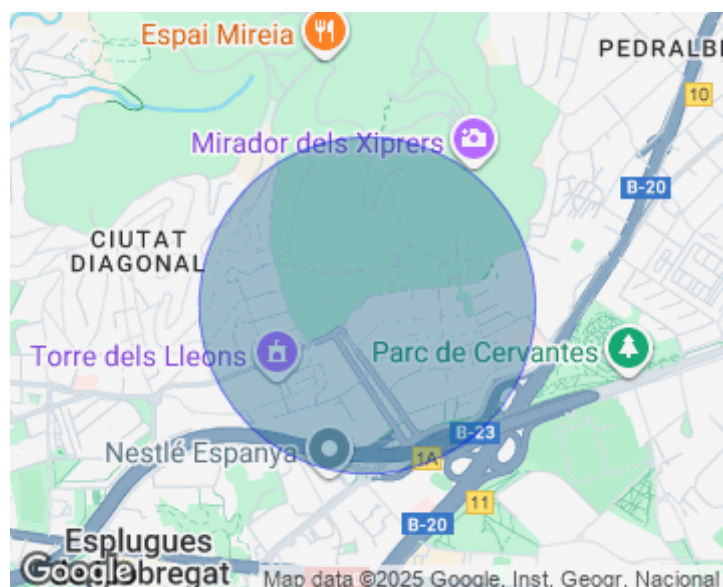 Espai Mireia
PEDRALBE
10
Mirador dels Xiprers
B-20
CIUTAT
DIAGONAL
Torre dels Lleons
Parc de Cervantes
B-23
Nestlé Espanya
1A
11
B-20
Esplugues
Google
Map data ©2025 Google, Inst. Geogr. Nacional